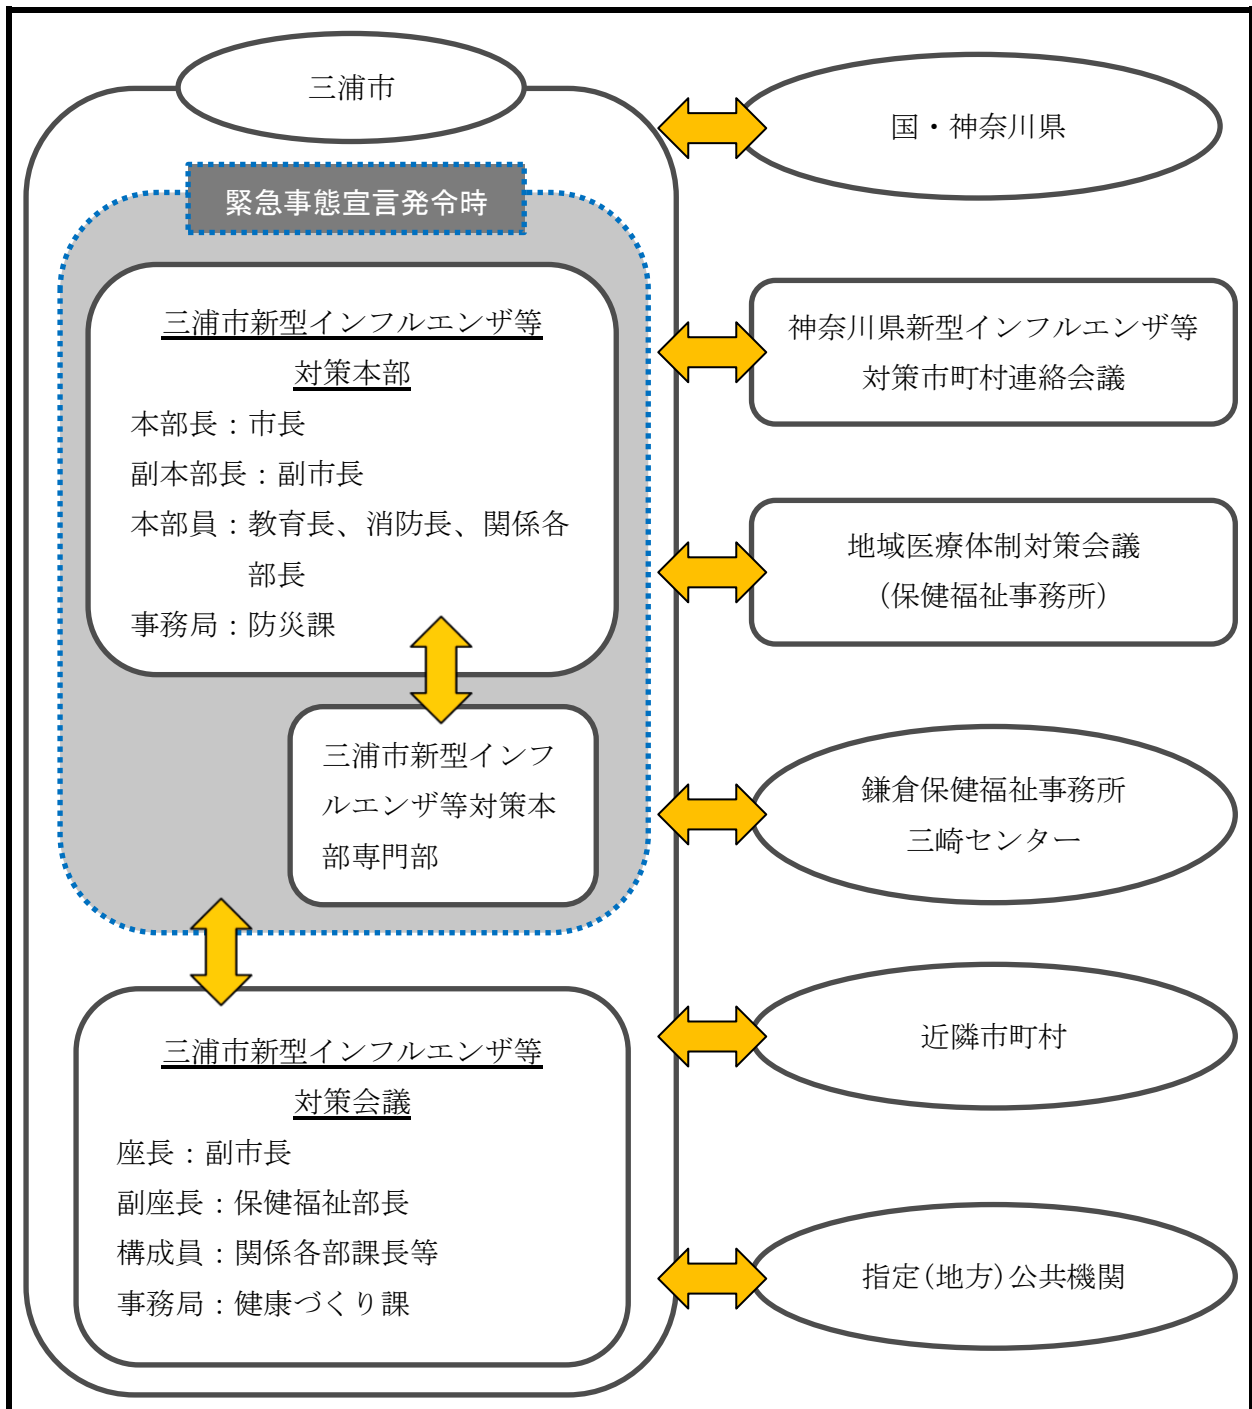 三浦市
緊急事態宣言発令時
三浦市新型インフルエンザ等
対策本部
本部長：市長
副本部長：副市長
本部員：教育長、消防長、関係各
部長
事務局：防災課
三浦市新型インフ
ルエンザ等対策本
部専門部
三浦市新型インフルエンザ等
対策会議
座長：副市長
副座長：保健福祉部長
構成員：関係各部課長等
事務局：健康づくり課
国・神奈川県
神奈川県新型インフルエンザ等
対策市町村連絡会議
地域医療体制対策会議
（保健福祉事務所）
鎌倉保健福祉事務所
三崎センター
近隣市町村
指定(地方)公共機関